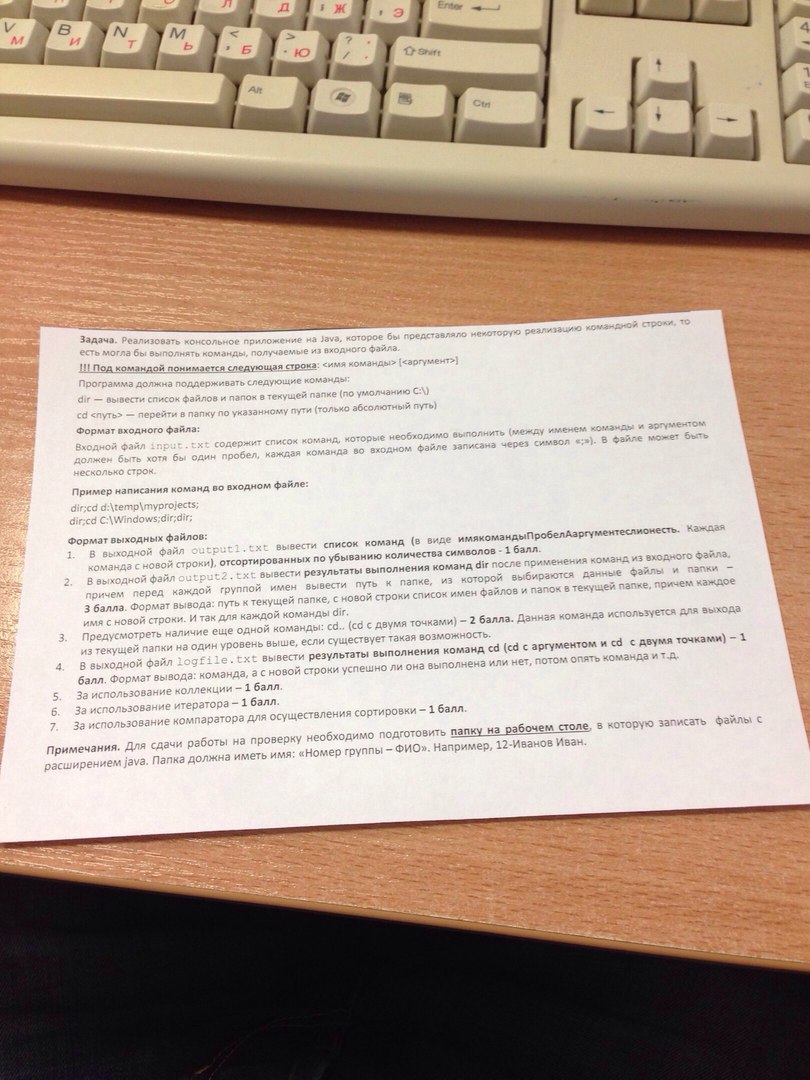 Д Ж Э Enter
V М B И N Т M Ь < , Б > . Ю ? / . ⇧Shift
Alt Ctrl
Задача. Реализовать консольное приложение на Java, которое бы представляло некоторую реализацию командной строки, то
есть могла бы выполнять команды, получаемые из входного файла.
!!! Под командой понимается следующая строка: <имя команды> [<аргумент>]
Программа должна поддерживать следующие команды:
dir — вывести список файлов и папок в текущей папке (по умолчанию C:\)
cd <путь> — перейти в папку по указанному пути (только абсолютный путь)
Формат входного файла:
Входной файл input.txt содержит список команд, которые необходимо выполнить (между именем команды и аргументом
должен быть хотя бы один пробел, каждая команда во входном файле записана через символ «;»). В файле может быть
несколько строк.
Пример написания команд во входном файле:
dir;cd d:\temp\myprojects;
dir;cd C:\Windows;dir;dir;
Формат выходных файлов:
1. В выходной файл output1.txt вывести список команд (в виде имякомандыПробелАаргументеслионесть. Каждая
команда с новой строки), отсортированных по убыванию количества символов - 1 балл.
2. В выходной файл output2.txt вывести результаты выполнения команд dir после применения команд из входного файла,
причем перед каждой группой имен вывести путь к папке, из которой выбираются данные файлы и папки –
3 балла. Формат вывода: путь к текущей папке, с новой строки список имен файлов и папок в текущей папке, причем каждое
имя с новой строки. И так для каждой команды dir.
3. Предусмотреть наличие еще одной команды: cd.. (cd с двумя точками) – 2 балла. Данная команда используется для выхода
из текущей папки на один уровень выше, если существует такая возможность.
4. В выходной файл logfile.txt вывести результаты выполнения команд cd (cd с аргументом и cd с двумя точками) – 1
балл. Формат вывода: команда, а с новой строки успешно ли она выполнена или нет, потом опять команда и т.д.
5. За использование коллекции – 1 балл.
6. За использование итератора – 1 балл.
7. За использование компаратора для осуществления сортировки – 1 балл.
Примечания. Для сдачи работы на проверку необходимо подготовить папку на рабочем столе, в которую записать файлы с
расширением java. Папка должна иметь имя: «Номер группы – ФИО». Например, 12-Иванов Иван.